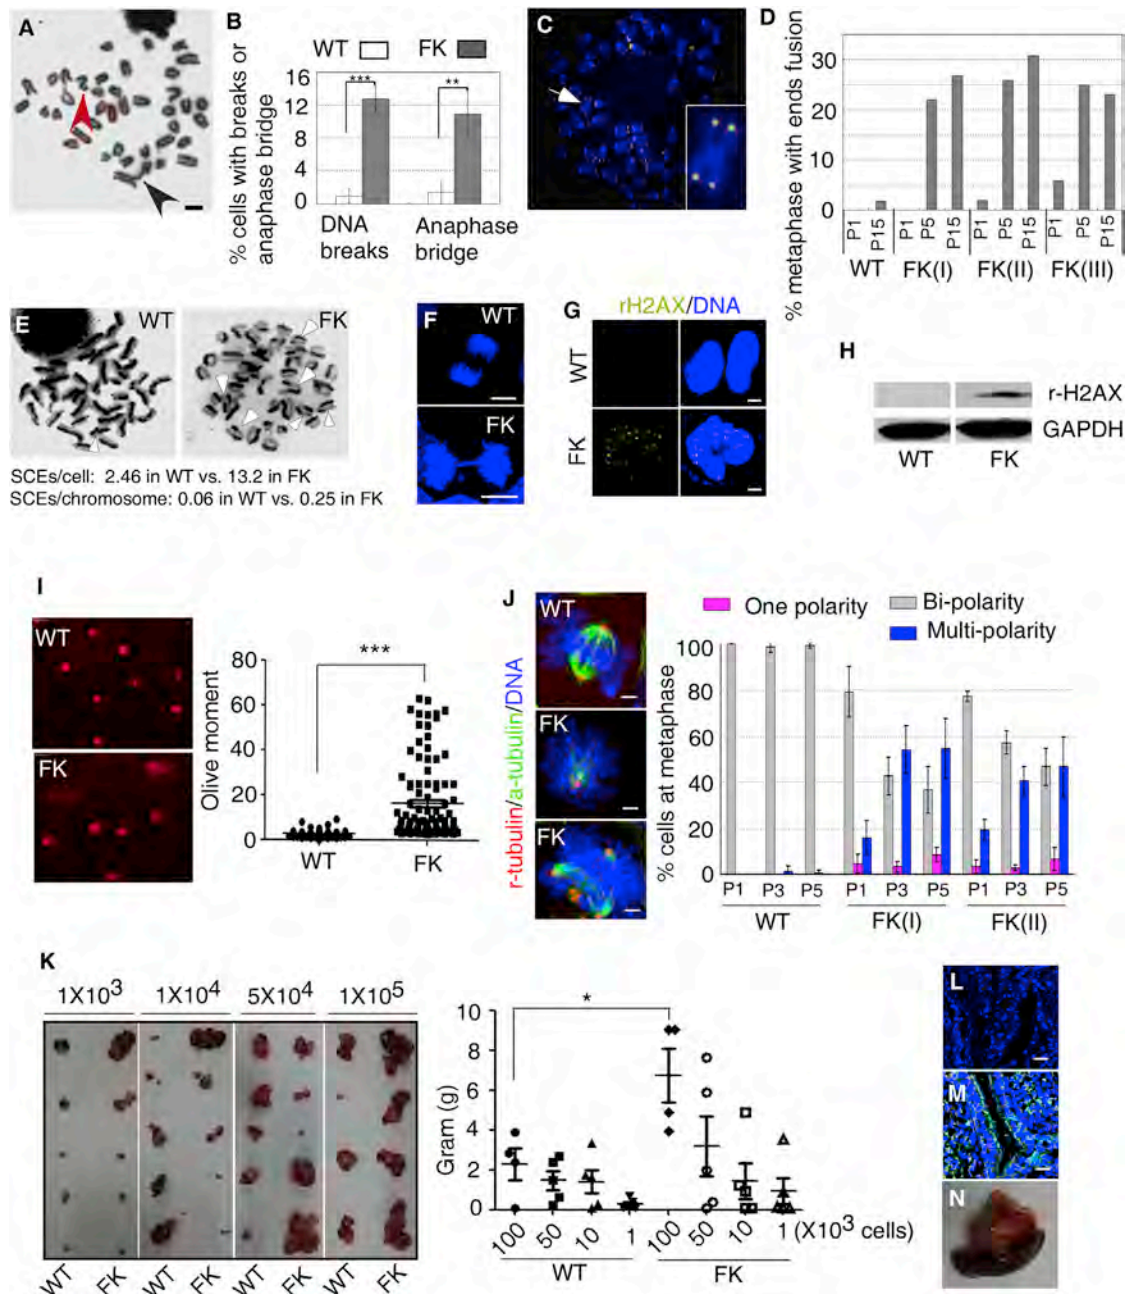 A
B
WT
FK
% cells with breaks or
anaphase bridge
16
12
8
4
0
***
**
DNA
breaks
Anaphase
bridge
C
D
% metaphase with ends fusion
30
20
10
0
P1 P15 P1 P5 P15 P1 P5 P15 P1 P5 P15
WT FK(I) FK(II) FK(III)
E
WT
FK
SCEs/cell: 2.46 in WT vs. 13.2 in FK
SCEs/chromosome: 0.06 in WT vs. 0.25 in FK
F
WT
FK
G
rH2AX/DNA
WT
FK
H
r-H2AX
GAPDH
WT FK
I
WT
FK
Olive moment
80
60
40
20
0
***
WT FK
J
WT
FK
FK
r-tubulin/a-tubulin/DNA
One polarity
Bi-polarity
Multi-polarity
% cells at metaphase
100
80
60
40
20
0
P1 P3 P5 P1 P3 P5 P1 P3 P5
WT FK(I) FK(II)
K
1X10³ 1X10⁴ 5X10⁴ 1X10⁵
WT FK WT FK WT FK WT FK
Gram (g)
10
8
6
4
2
0
*
100 50 10 1 100 50 10 1 (X10³ cells)
WT FK
L
M
N